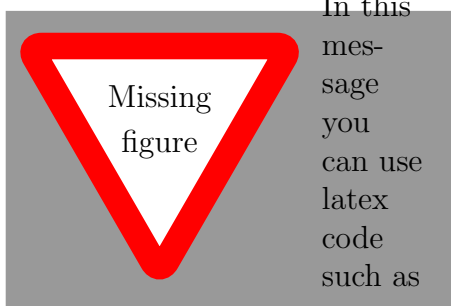 Missing
figure
In this
mes-
sage
you
can use
latex
code
such as